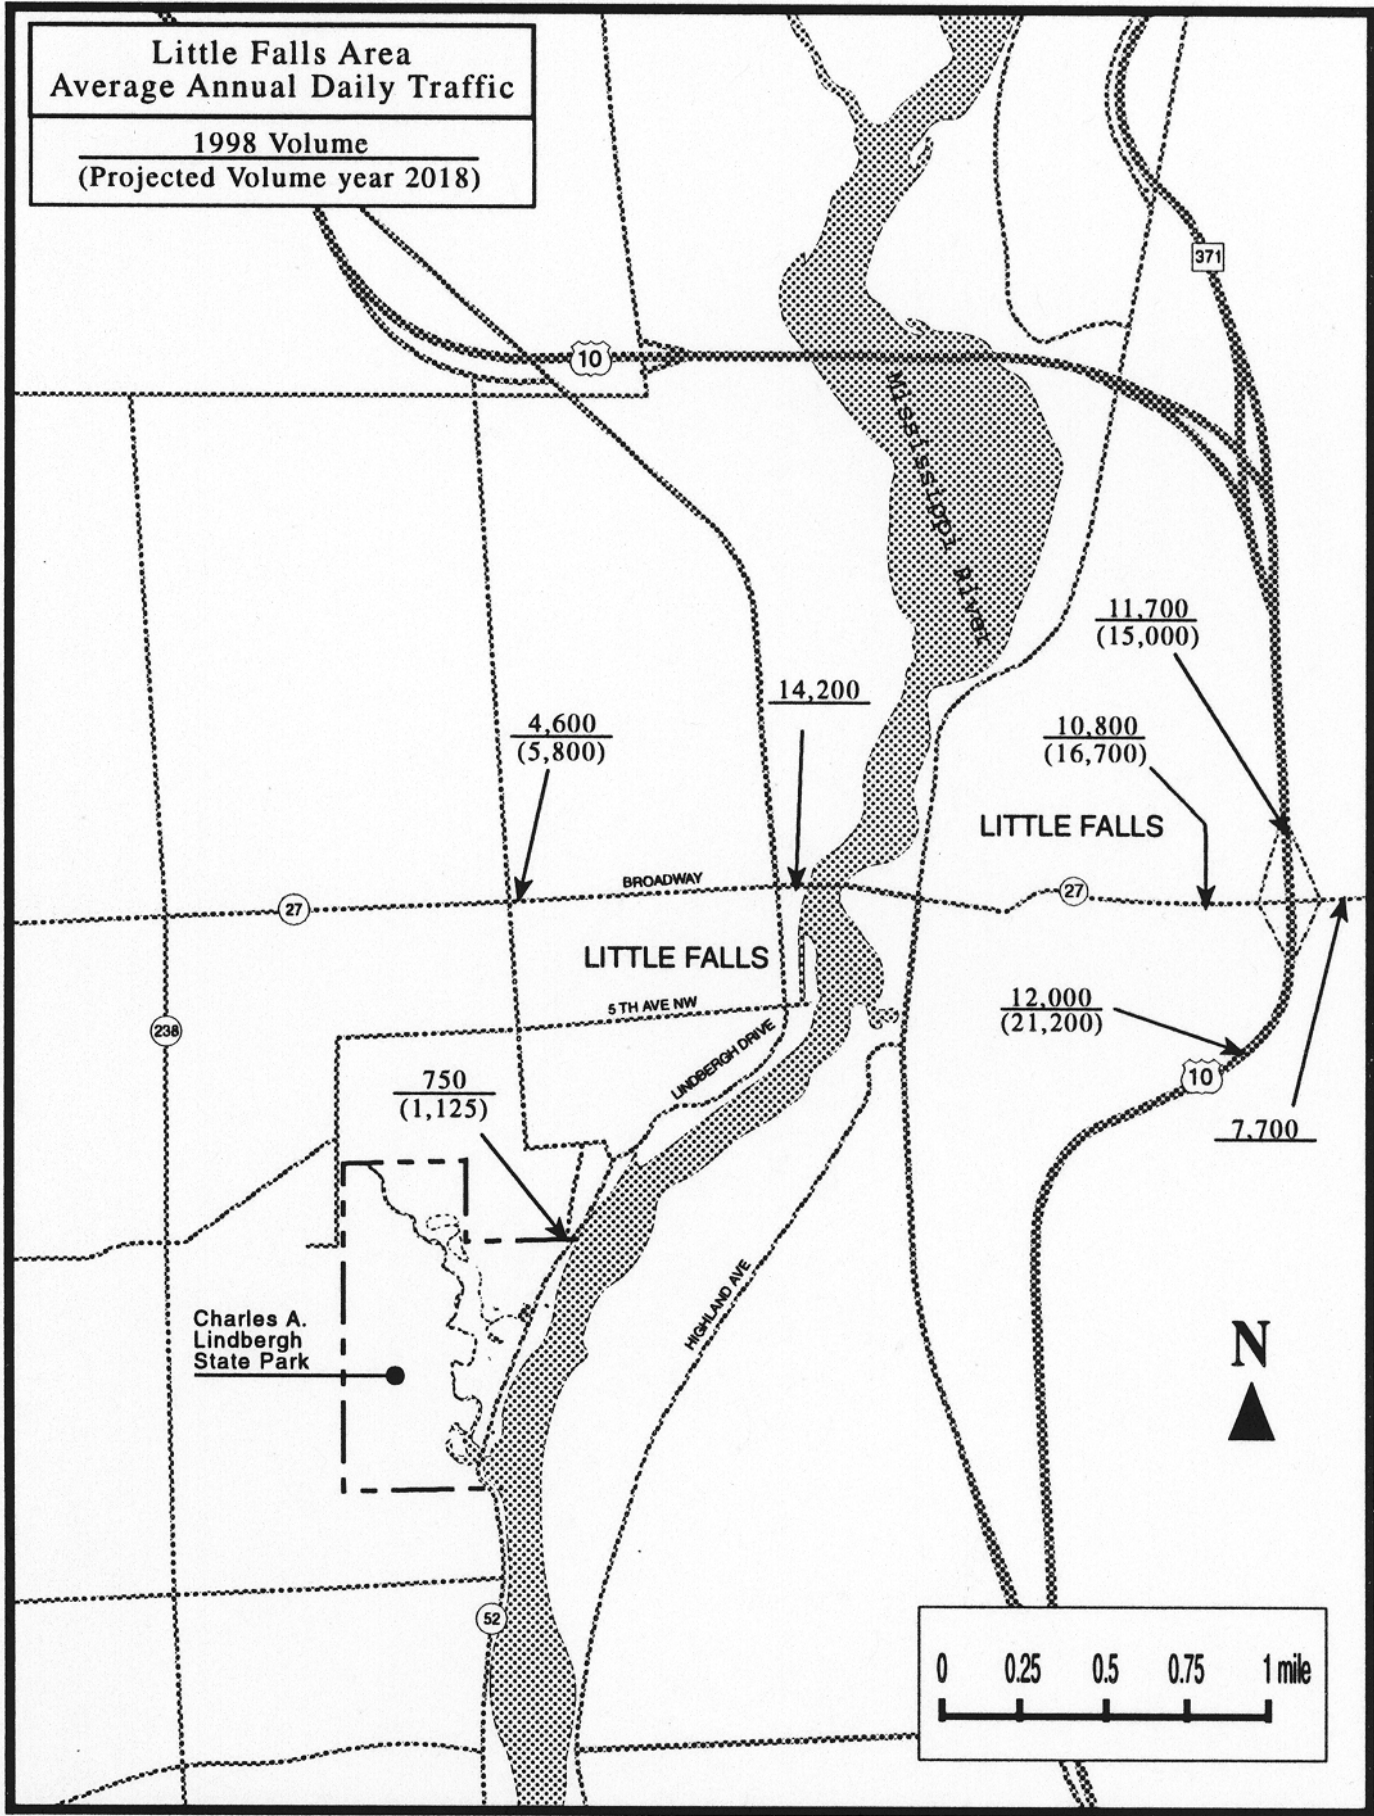 Little Falls Area
Average Annual Daily Traffic
1998 Volume
(Projected Volume year 2018)
371
10
Mississippi River
11,700
(15,000)
14,200
4,600
(5,800)
10,800
(16,700)
LITTLE FALLS
BROADWAY
27
27
LITTLE FALLS
5 TH AVE NW
12,000
(21,200)
238
LINDBERGH DRIVE
10
750
(1,125)
7,700
HIGHLAND AVE
Charles A.
Lindbergh
State Park
N
52
0 0.25 0.5 0.75 1 mile